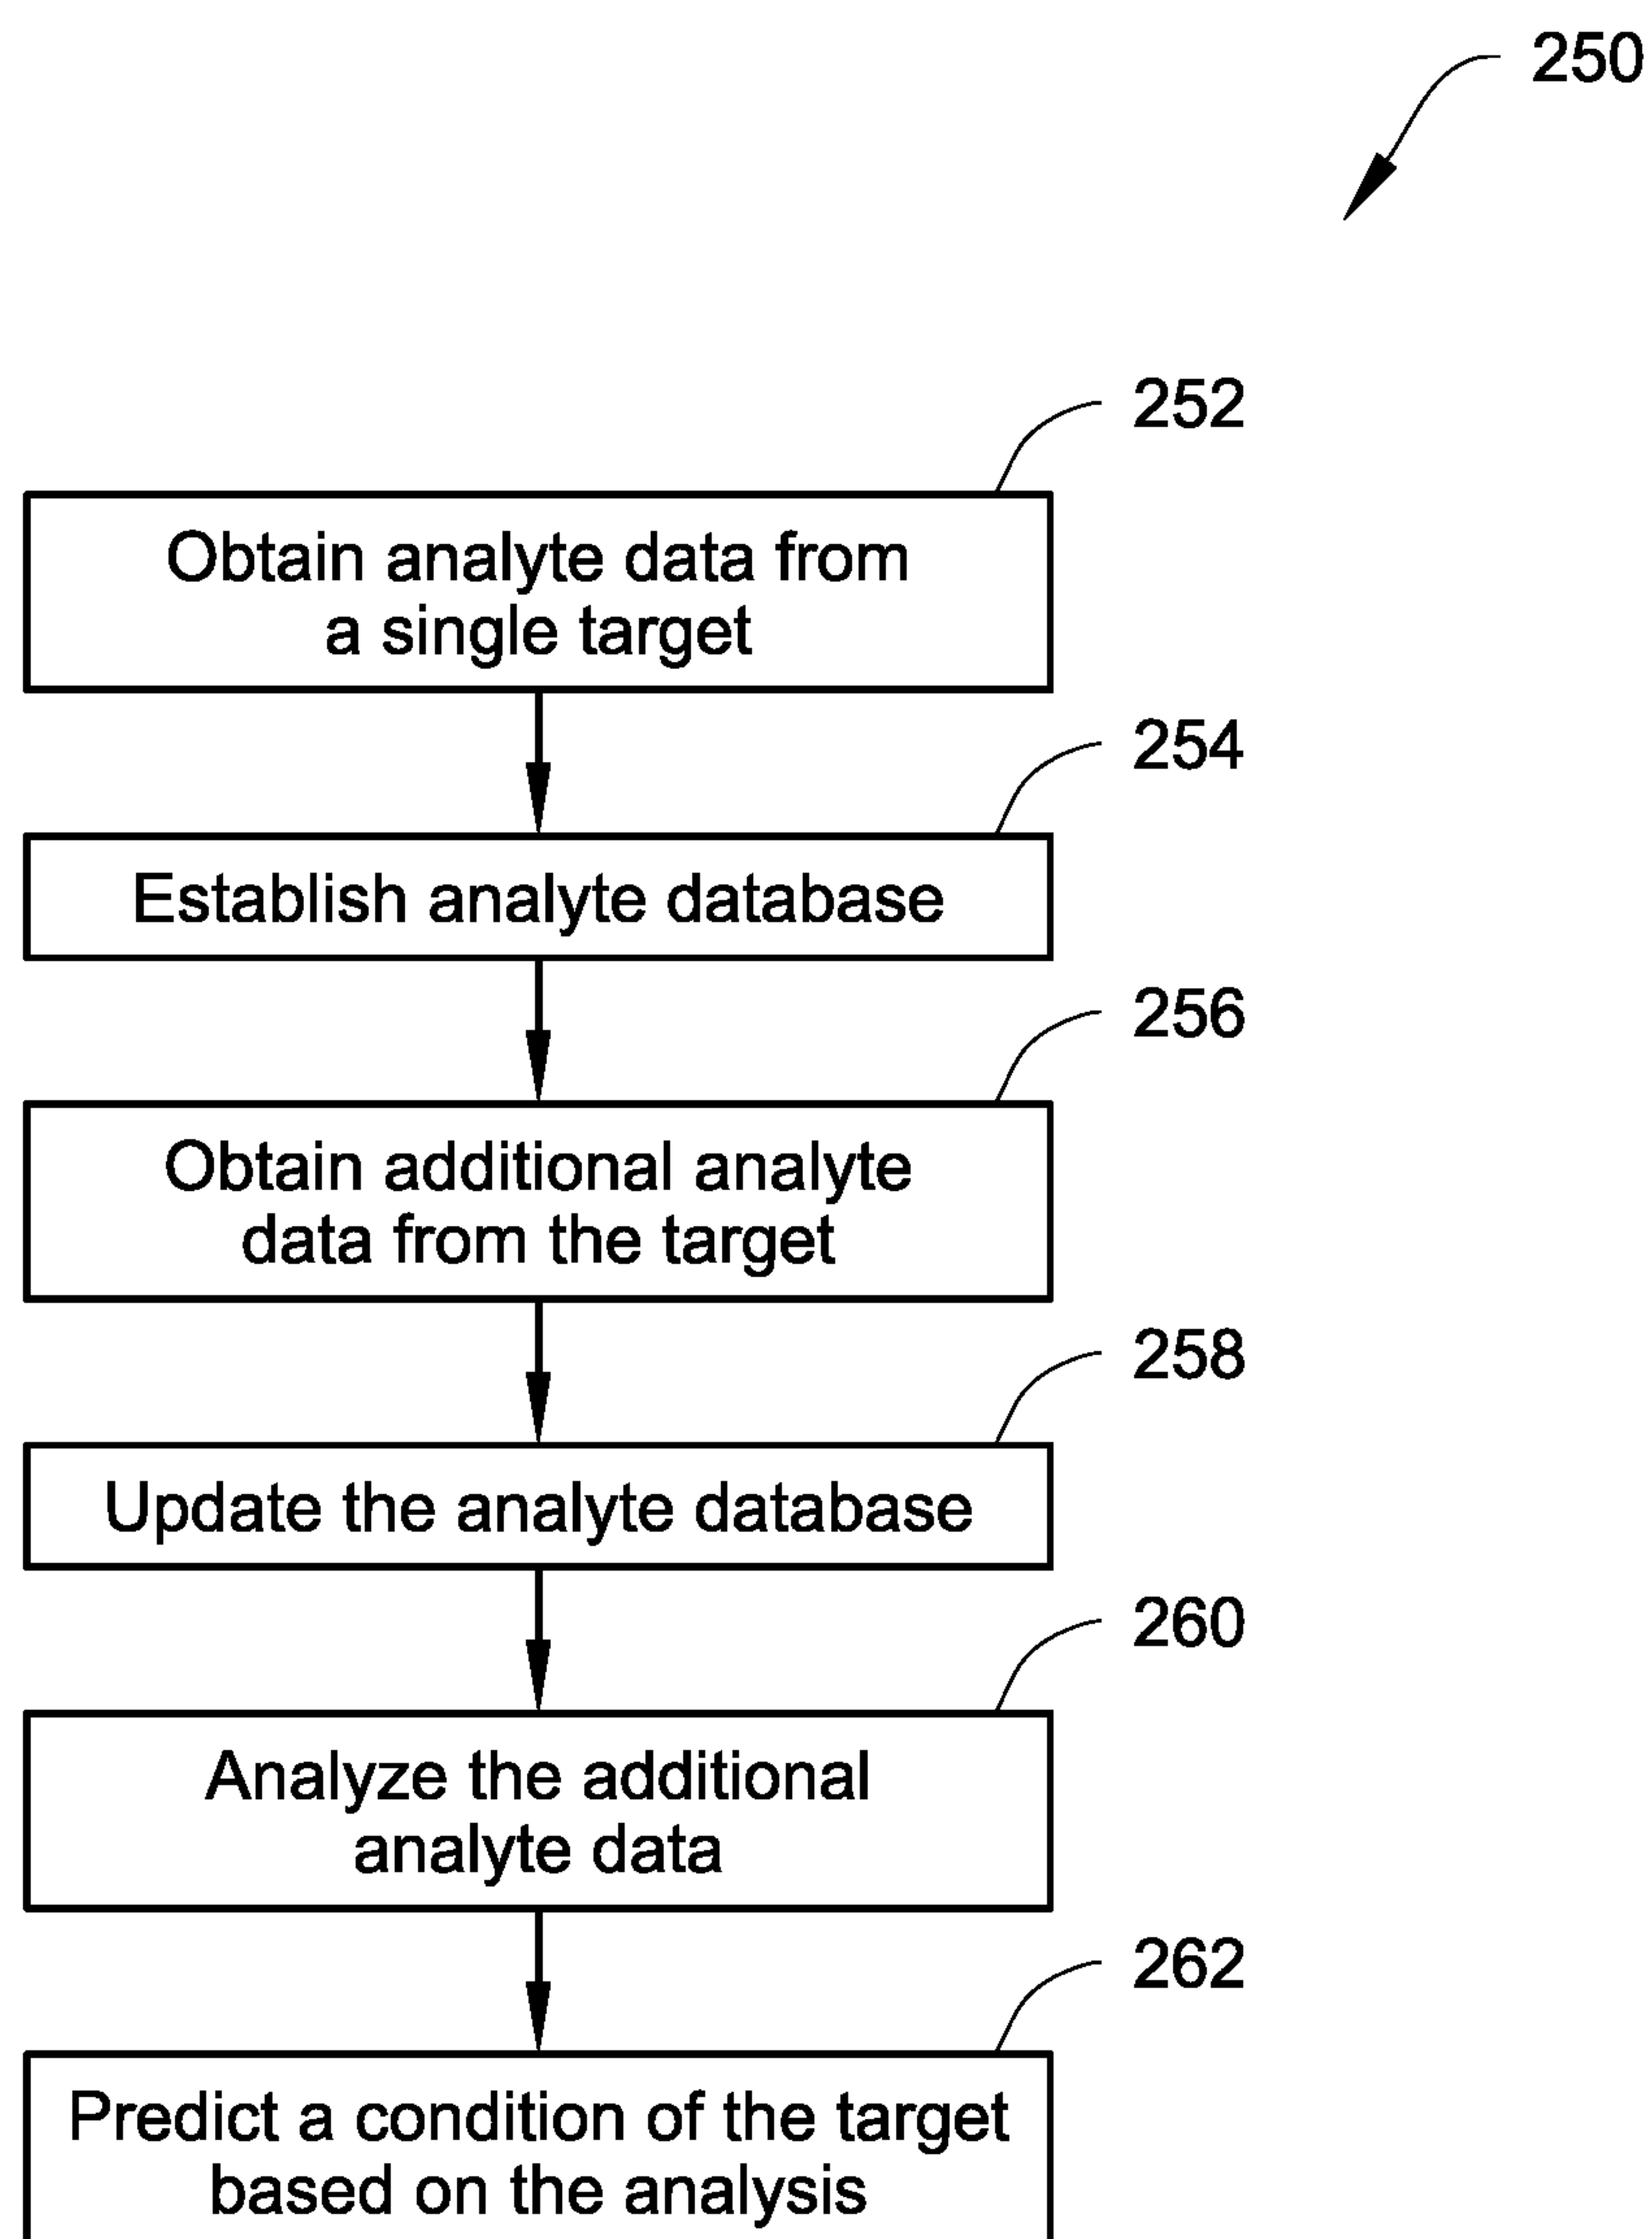 250
252
Obtain analyte data from
a single target
254
Establish analyte database
256
Obtain additional analyte
data from the target
258
Update the analyte database
260
Analyze the additional
analyte data
262
Predict a condition of the target
based on the analysis